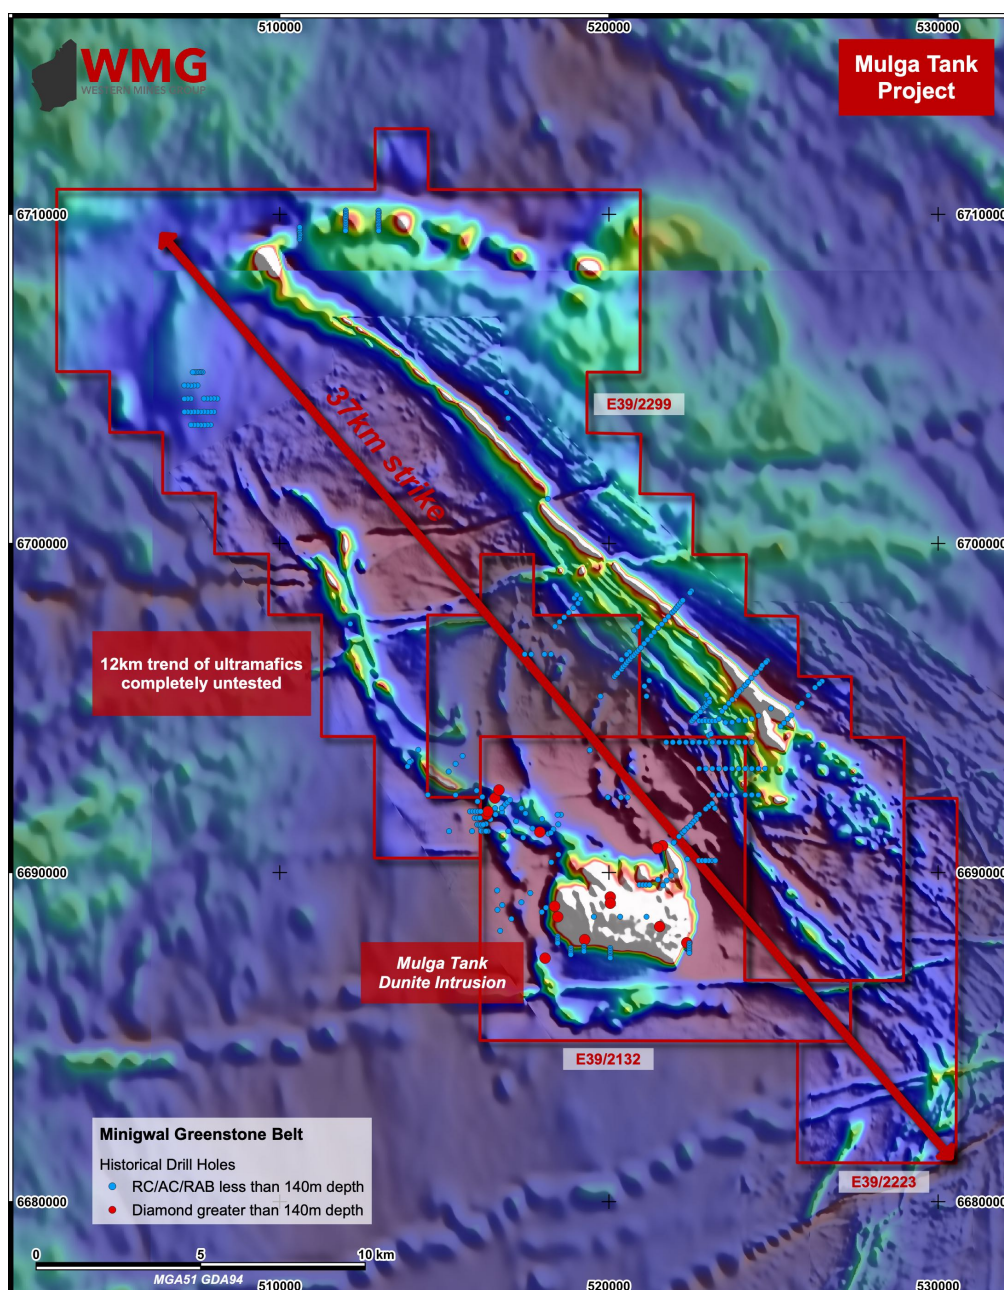 510000
520000
530000
WMG
WESTERN MINES GROUP
Mulga Tank
Project
6710000
6710000
E39/2299
37km strike
6700000
6700000
12km trend of ultramafics
completely untested
6690000
6690000
Mulga Tank
Dunite Intrusion
E39/2132
Minigwal Greenstone Belt
Historical Drill Holes
RC/AC/RAB less than 140m depth
Diamond greater than 140m depth
E39/2223
6680000
6680000
0 5 10 km
MGA51 GDA94
510000
520000
530000